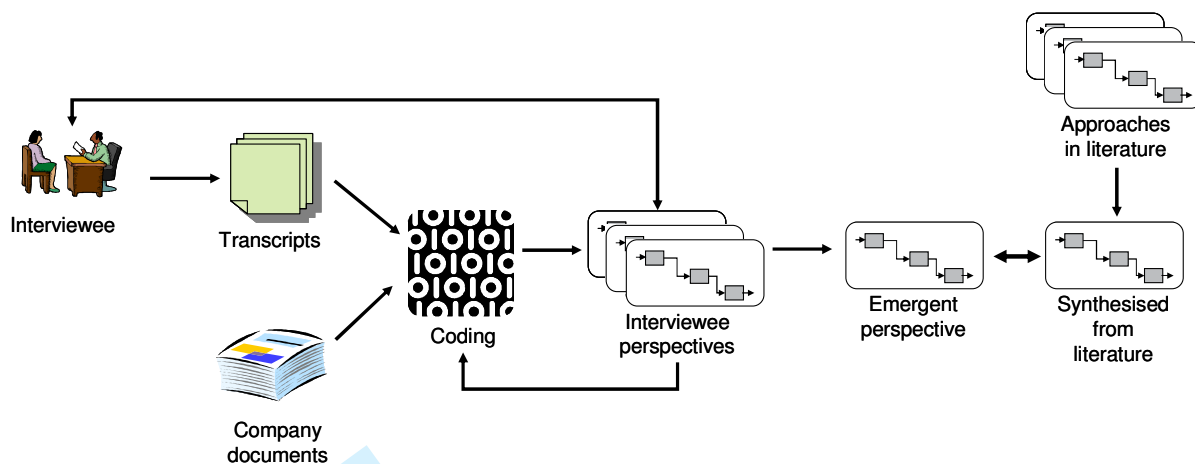 Interviewee
Transcripts
Company
documents
Coding
Interviewee
perspectives
Emergent
perspective
Approaches
in literature
Synthesised
from
literature